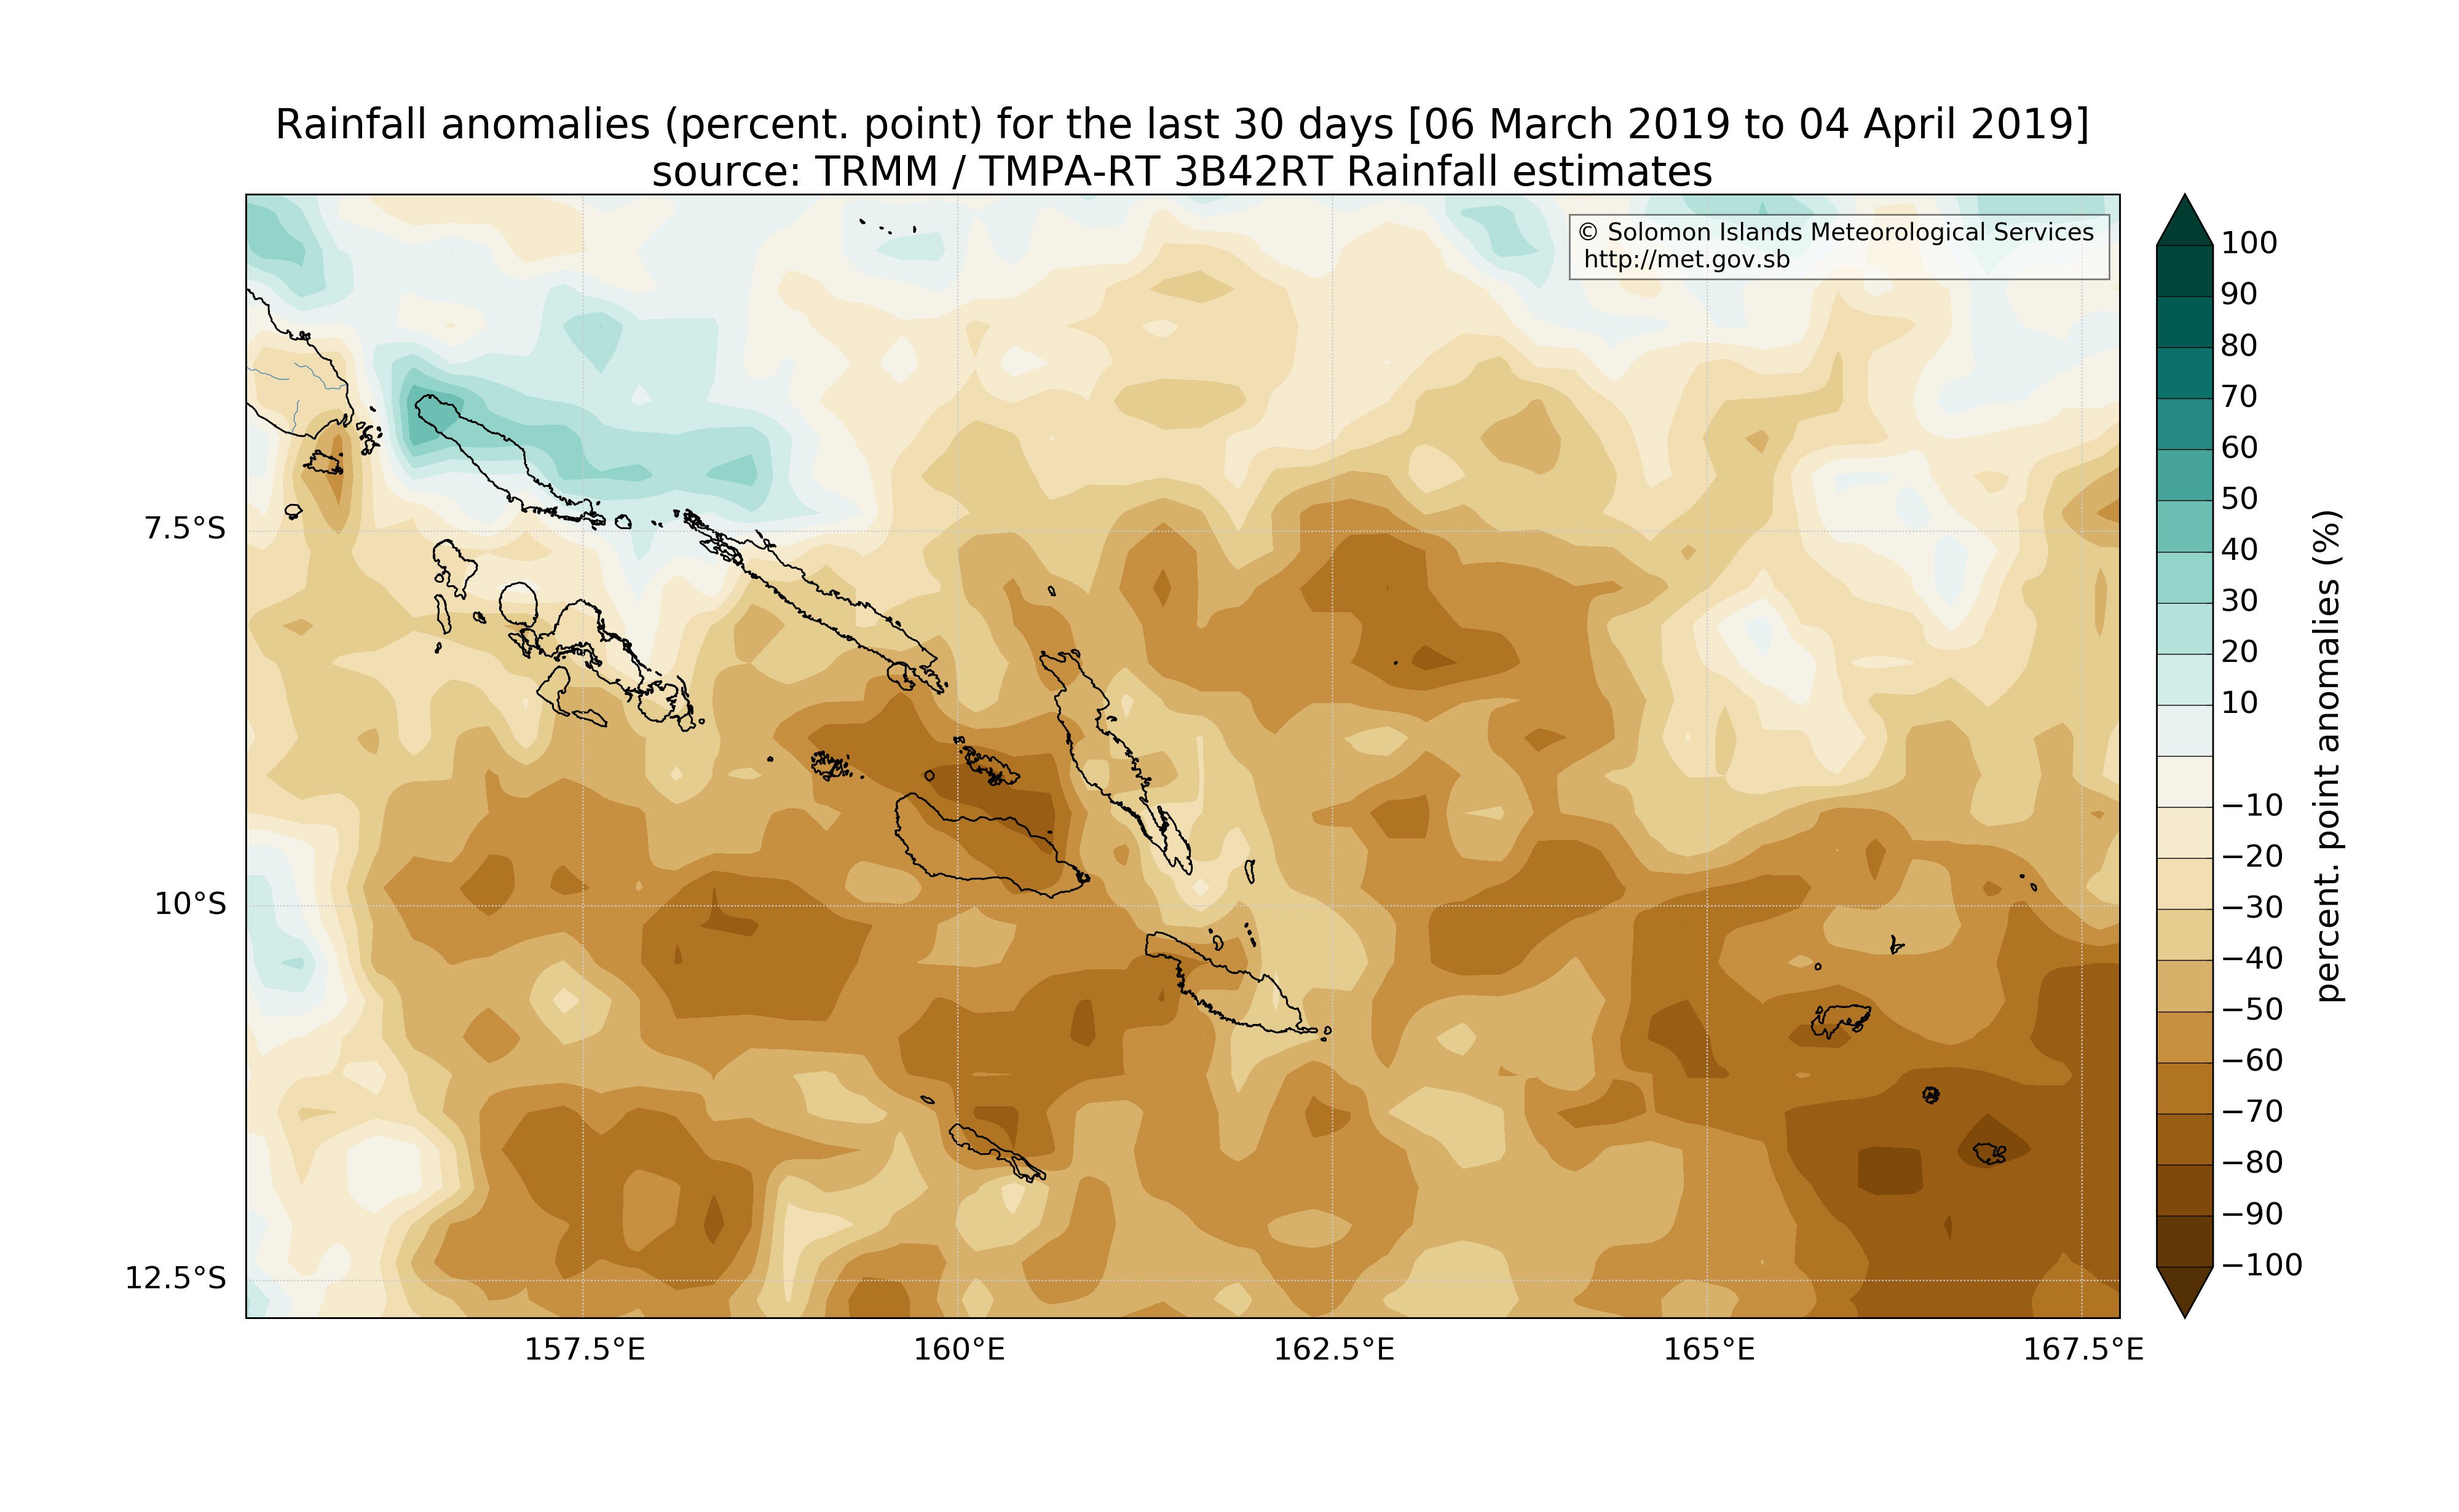 Rainfall anomalies (percent. point) for the last 30 days [06 March 2019 to 04 April 2019]
source: TRMM / TMPA-RT 3B42RT Rainfall estimates
© Solomon Islands Meteorological Services
http://met.gov.sb
7.5°S
10°S
12.5°S
157.5°E
160°E
162.5°E
165°E
167.5°E
100
90
80
70
60
50
40
30
20
10
−10
−20
−30
−40
−50
−60
−70
−80
−90
−100
percent. point anomalies (%)